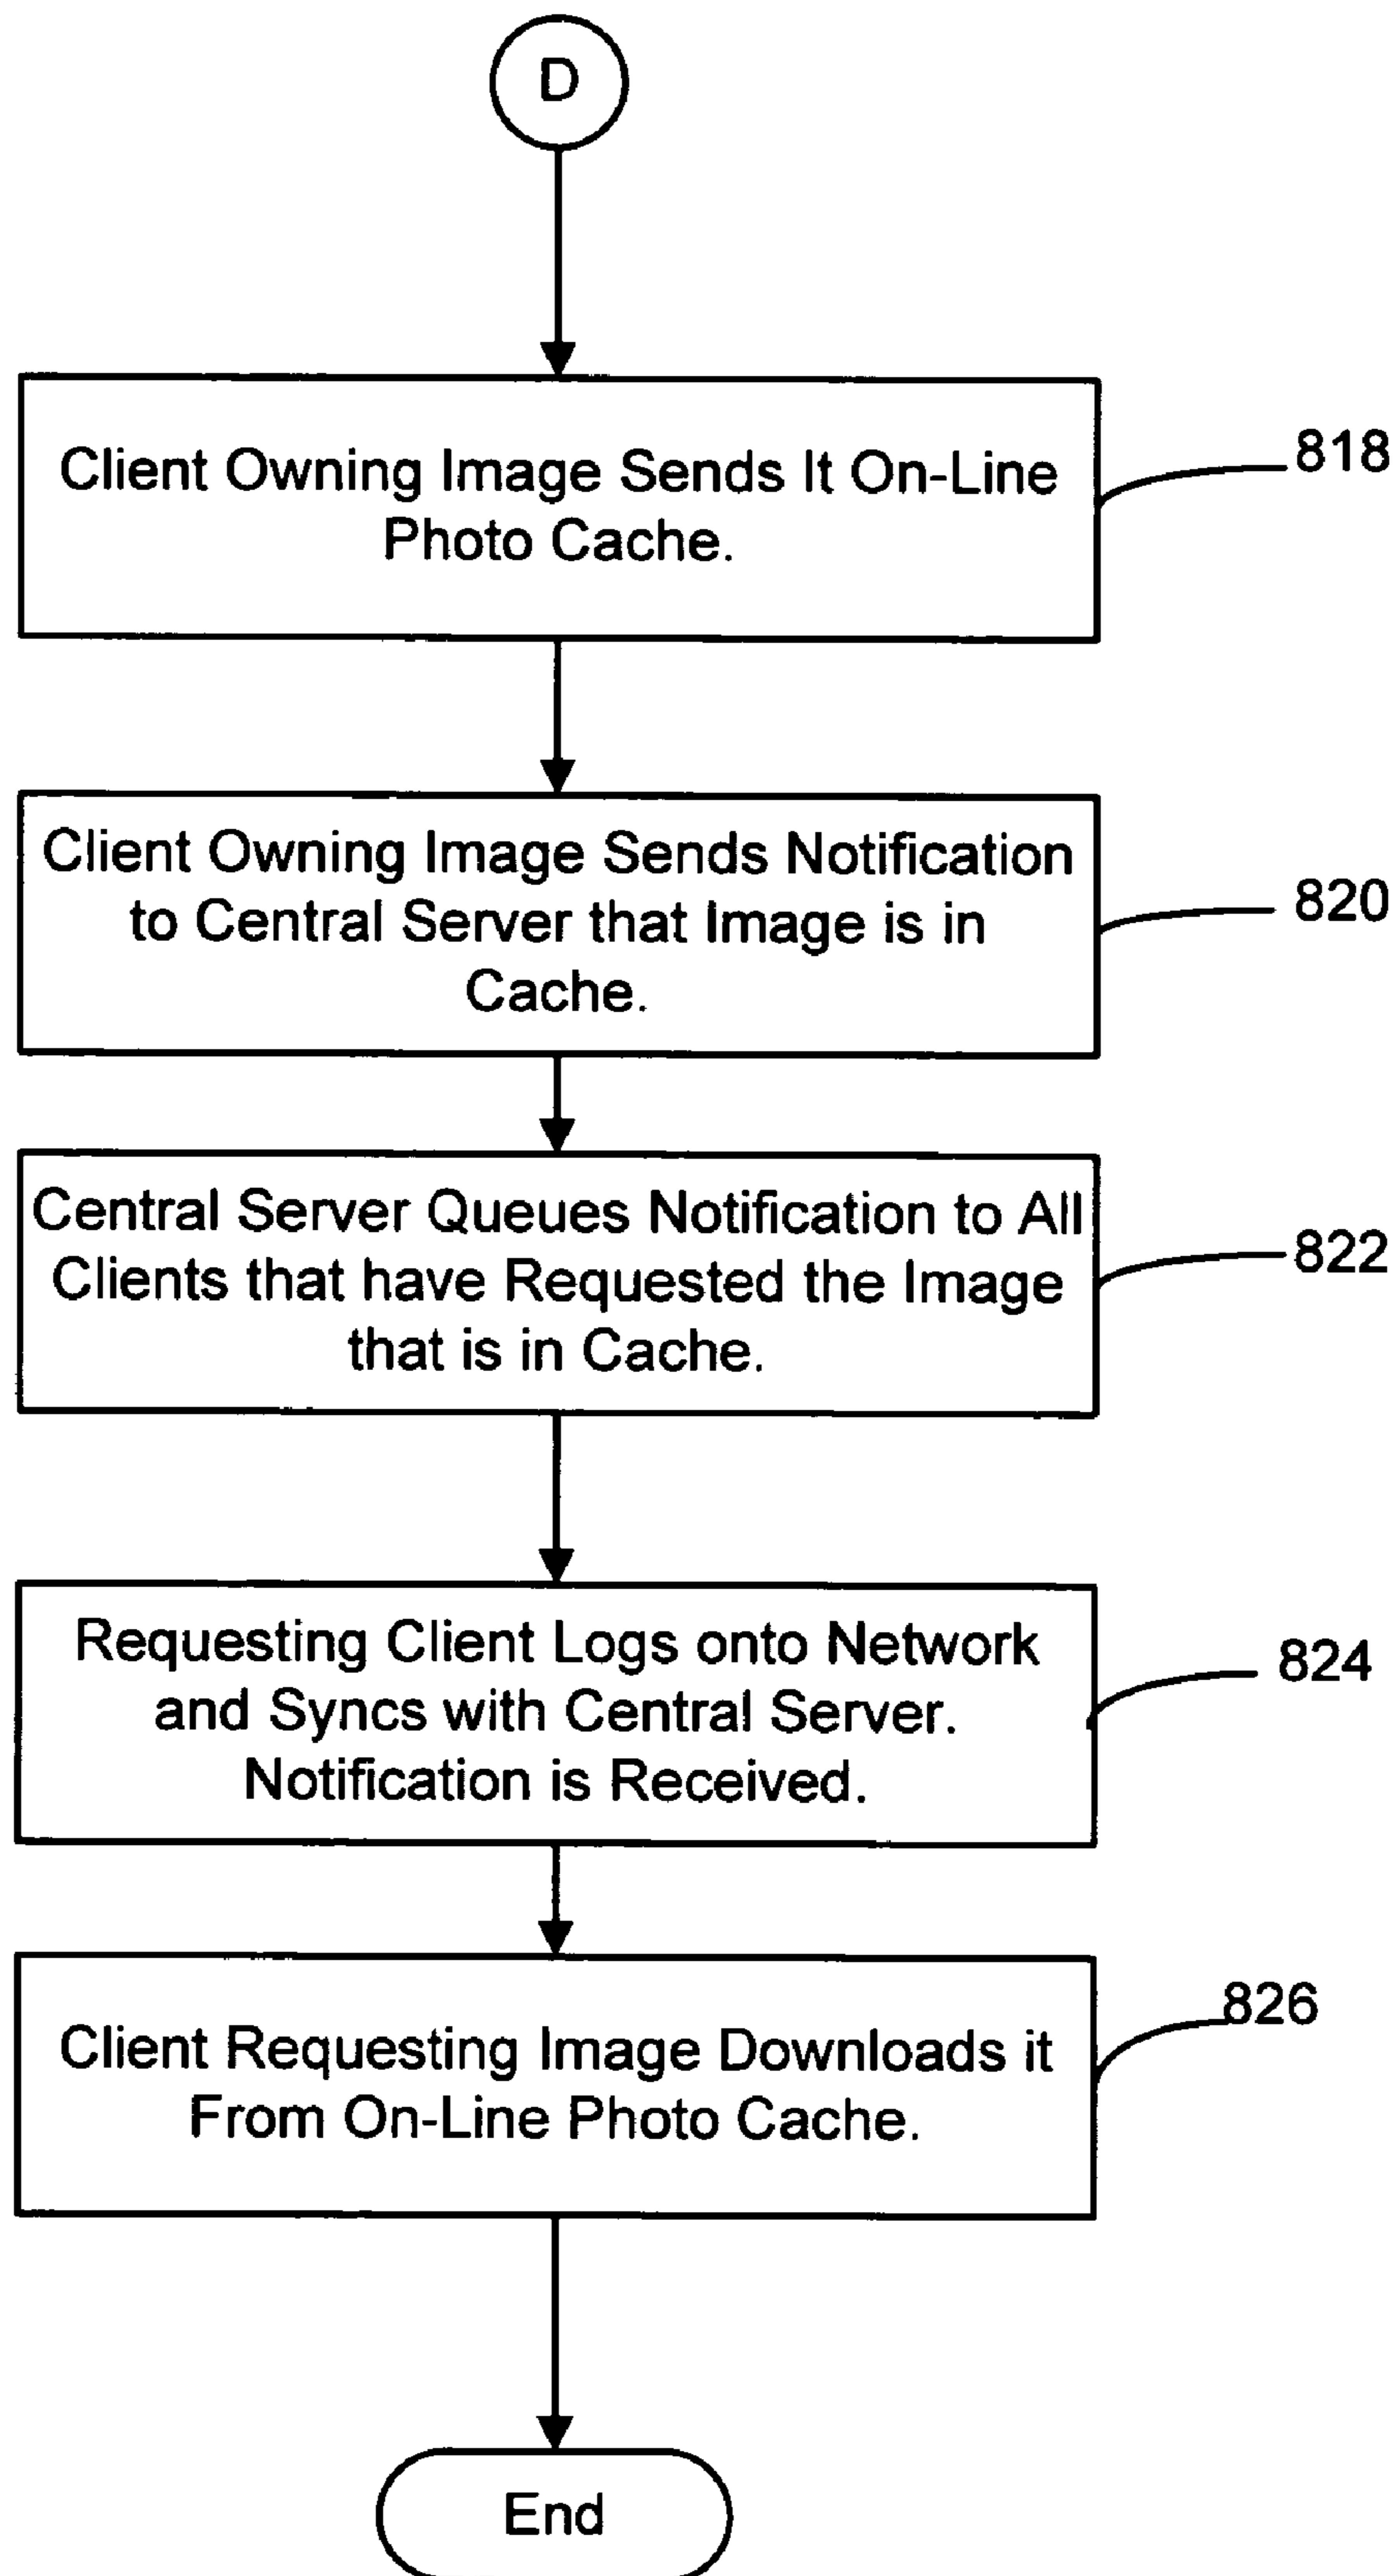 D
Client Owning Image Sends It On-Line
Photo Cache.
818
Client Owning Image Sends Notification
to Central Server that Image is in
Cache.
820
Central Server Queues Notification to All
Clients that have Requested the Image
that is in Cache.
822
Requesting Client Logs onto Network
and Syncs with Central Server.
Notification is Received.
824
Client Requesting Image Downloads it
From On-Line Photo Cache.
826
End